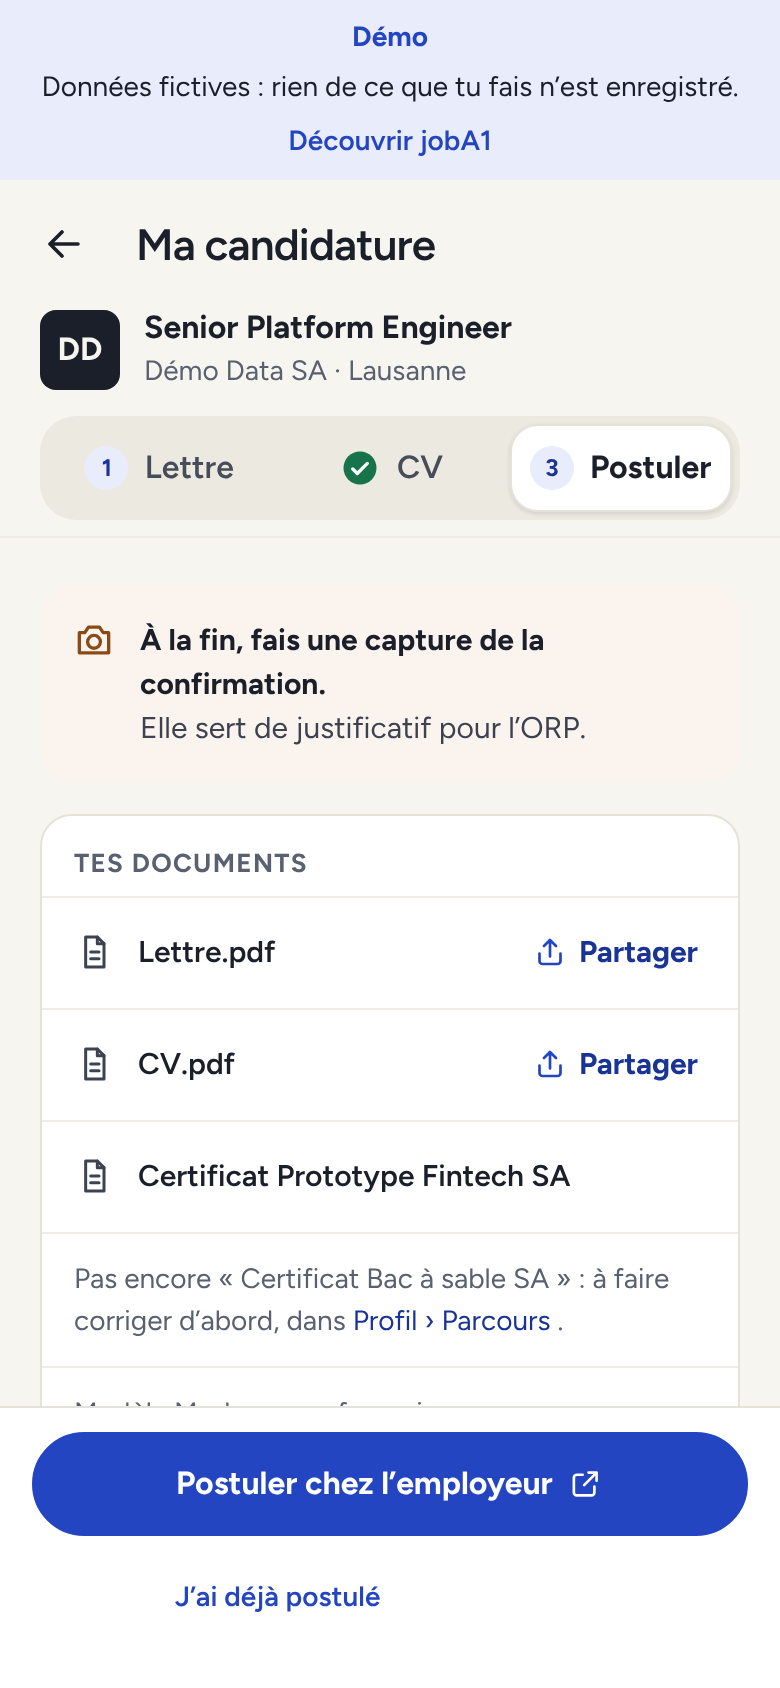 Démo
Données fictives : rien de ce que tu fais n’est enregistré.
Découvrir jobA1
Ma candidature
DD
Senior Platform Engineer
Démo Data SA · Lausanne
1 Lettre
CV
3 Postuler
À la fin, fais une capture de la
confirmation.
Elle sert de justificatif pour l’ORP.
TES DOCUMENTS
Lettre.pdf
Partager
CV.pdf
Partager
Certificat Prototype Fintech SA
Pas encore « Certificat Bac à sable SA » : à faire
corriger d’abord, dans Profil › Parcours .
Postuler chez l’employeur
J’ai déjà postulé